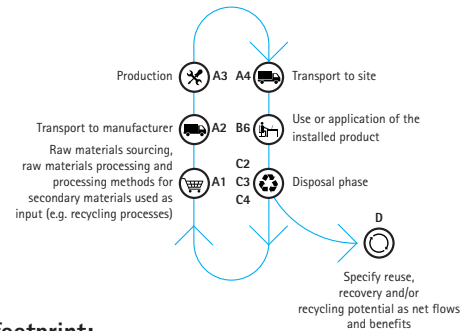 Production
A3
A4
Transport to site
Transport to manufacturer
A2
B6
Use or application of the
installed product
Raw materials sourcing,
raw materials processing and
processing methods for
secondary materials used as
input (e.g. recycling processes)
A1
C2
C3
C4
Disposal phase
D
Specify reuse,
recovery and/or
recycling potential as net flows
and benefits